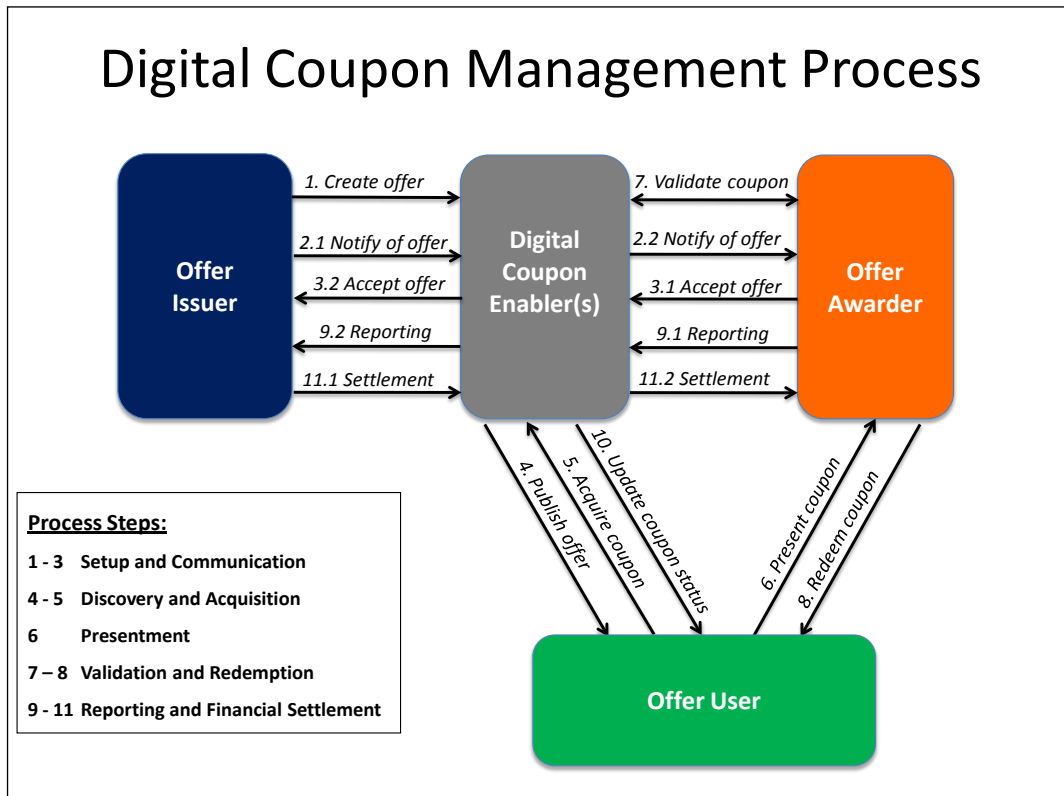 Digital Coupon Management Process
Offer
Issuer
1. Create offer
2.1 Notify of offer
3.2 Accept offer
9.2 Reporting
11.1 Settlement
Digital
Coupon
Enabler(s)
7. Validate coupon
2.2 Notify of offer
3.1 Accept offer
9.1 Reporting
11.2 Settlement
Offer
Awarder
4. Publish offer
5. Acquire coupon
10. Update coupon status
6. Present coupon
8. Redeem coupon
Process Steps:
1 - 3 Setup and Communication
4 - 5 Discovery and Acquisition
6 Presentment
7 – 8 Validation and Redemption
9 - 11 Reporting and Financial Settlement
Offer User